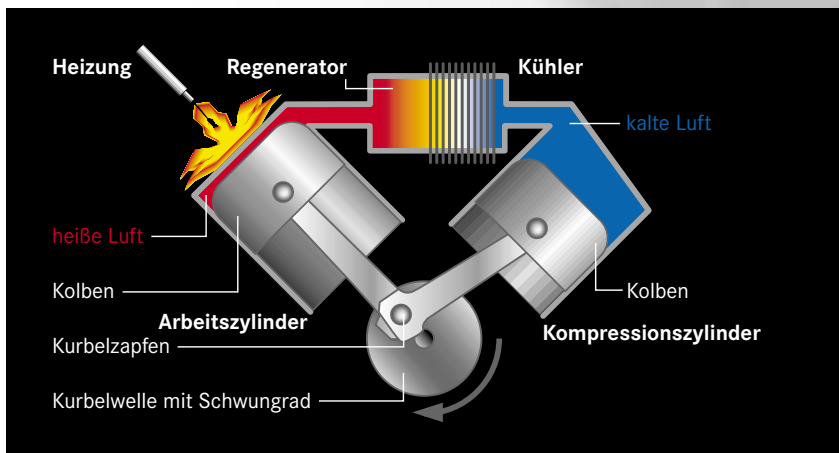 Heizung
Regenerator
Kühler
kalte Luft
heiße Luft
Kolben
Kolben
Arbeitszylinder
Kompressionszylinder
Kurbelzapfen
Kurbelwelle mit Schwungrad